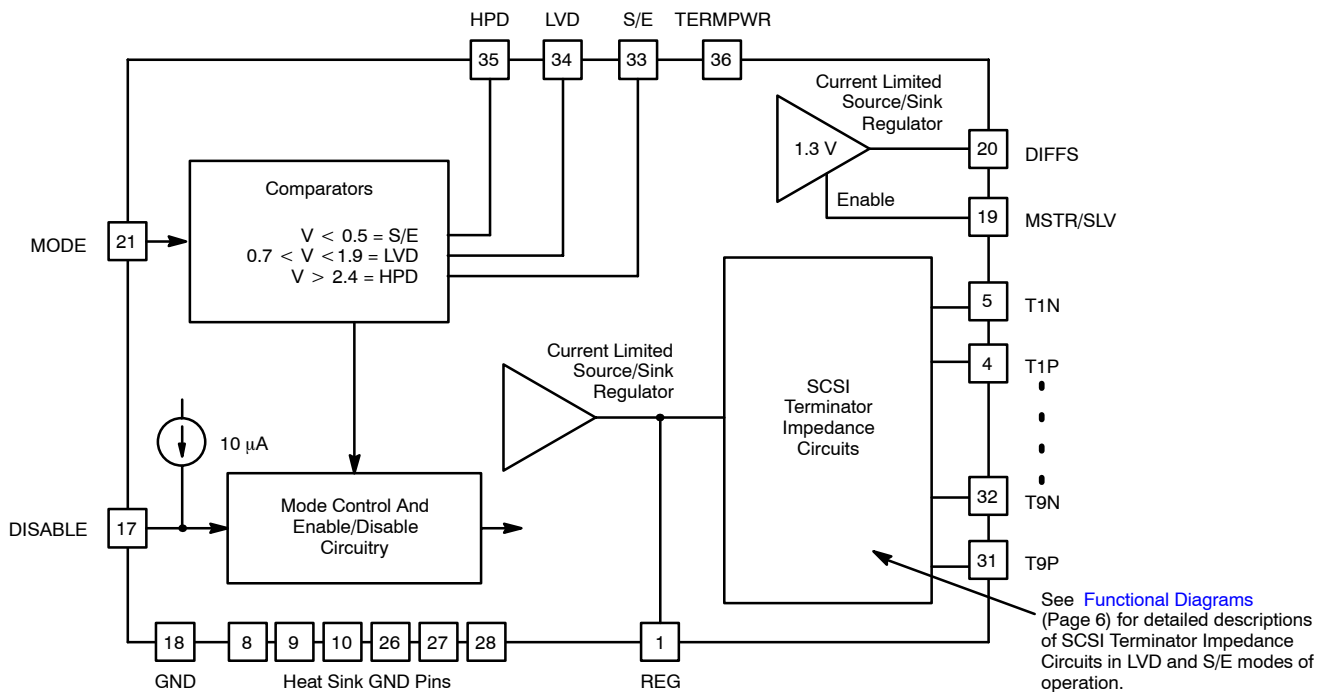 HPD
LVD
S/E
TERMPWR
35
34
33
36
Current Limited
Source/Sink
Regulator
1.3 V
20
DIFFS
Enable
19
MSTR/SLV
Comparators
V < 0.5 = S/E
0.7 < V < 1.9 = LVD
V > 2.4 = HPD
MODE
21
5
T1N
4
T1P
Current Limited
Source/Sink
Regulator
SCSI
Terminator
Impedance
Circuits
10 μA
32
T9N
DISABLE
17
Mode Control And
Enable/Disable
Circuitry
31
T9P
See Functional Diagrams
(Page 6) for detailed descriptions
of SCSI Terminator Impedance
Circuits in LVD and S/E modes of
operation.
18
8
9
10
26
27
28
1
GND
Heat Sink GND Pins
REG